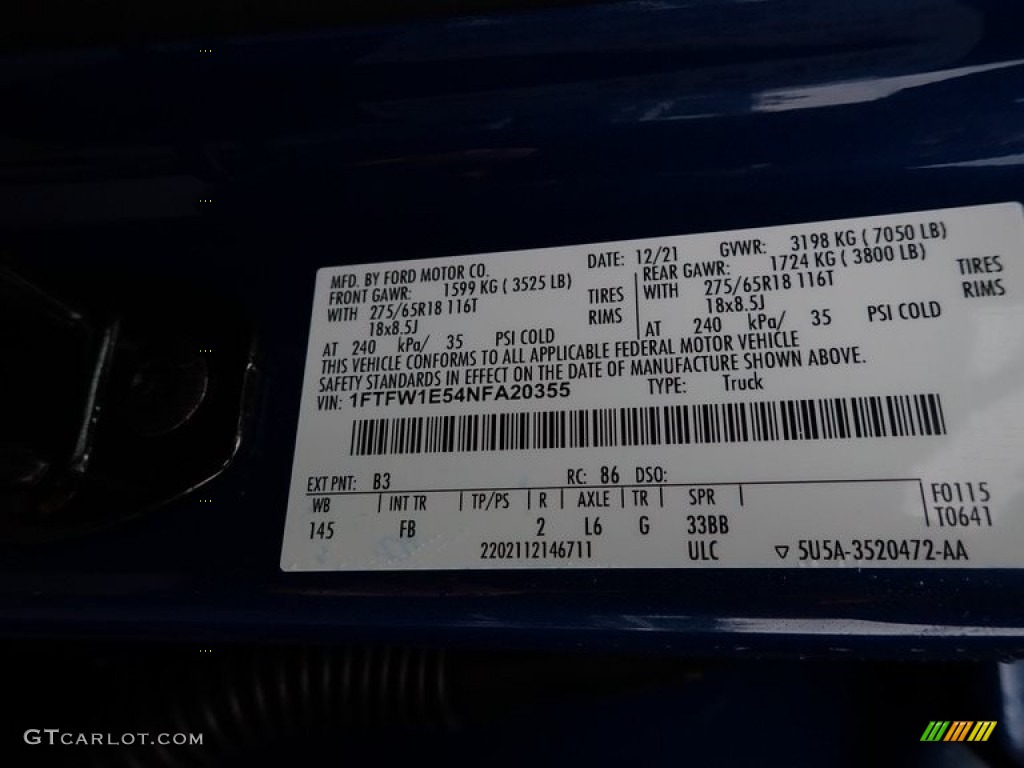 MFD. BY FORD MOTOR CO.
DATE: 12/21 GVWR: 3198 KG ( 7050 LB)
FRONT GAWR: 1599 KG ( 3525 LB)
REAR GAWR: 1724 KG ( 3800 LB)
WITH 275/65R18 116T TIRES
WITH 275/65R18 116T TIRES
18x8.5J RIMS
18x8.5J RIMS
AT 240 kPa/ 35 PSI COLD
AT 240 kPa/ 35 PSI COLD
THIS VEHICLE CONFORMS TO ALL APPLICABLE FEDERAL MOTOR VEHICLE
SAFETY STANDARDS IN EFFECT ON THE DATE OF MANUFACTURE SHOWN ABOVE.
VIN: 1FTFW1E54NFA20355 TYPE: Truck
EXT PNT: B3 RC: 86 DSO:
WB INT TR TP/PS R AXLE TR SPR F0115
145 FB 2 L6 G 33BB T0641
2202112146711 ULC ▽ 5U5A-3520472-AA
GTCARLOT.COM